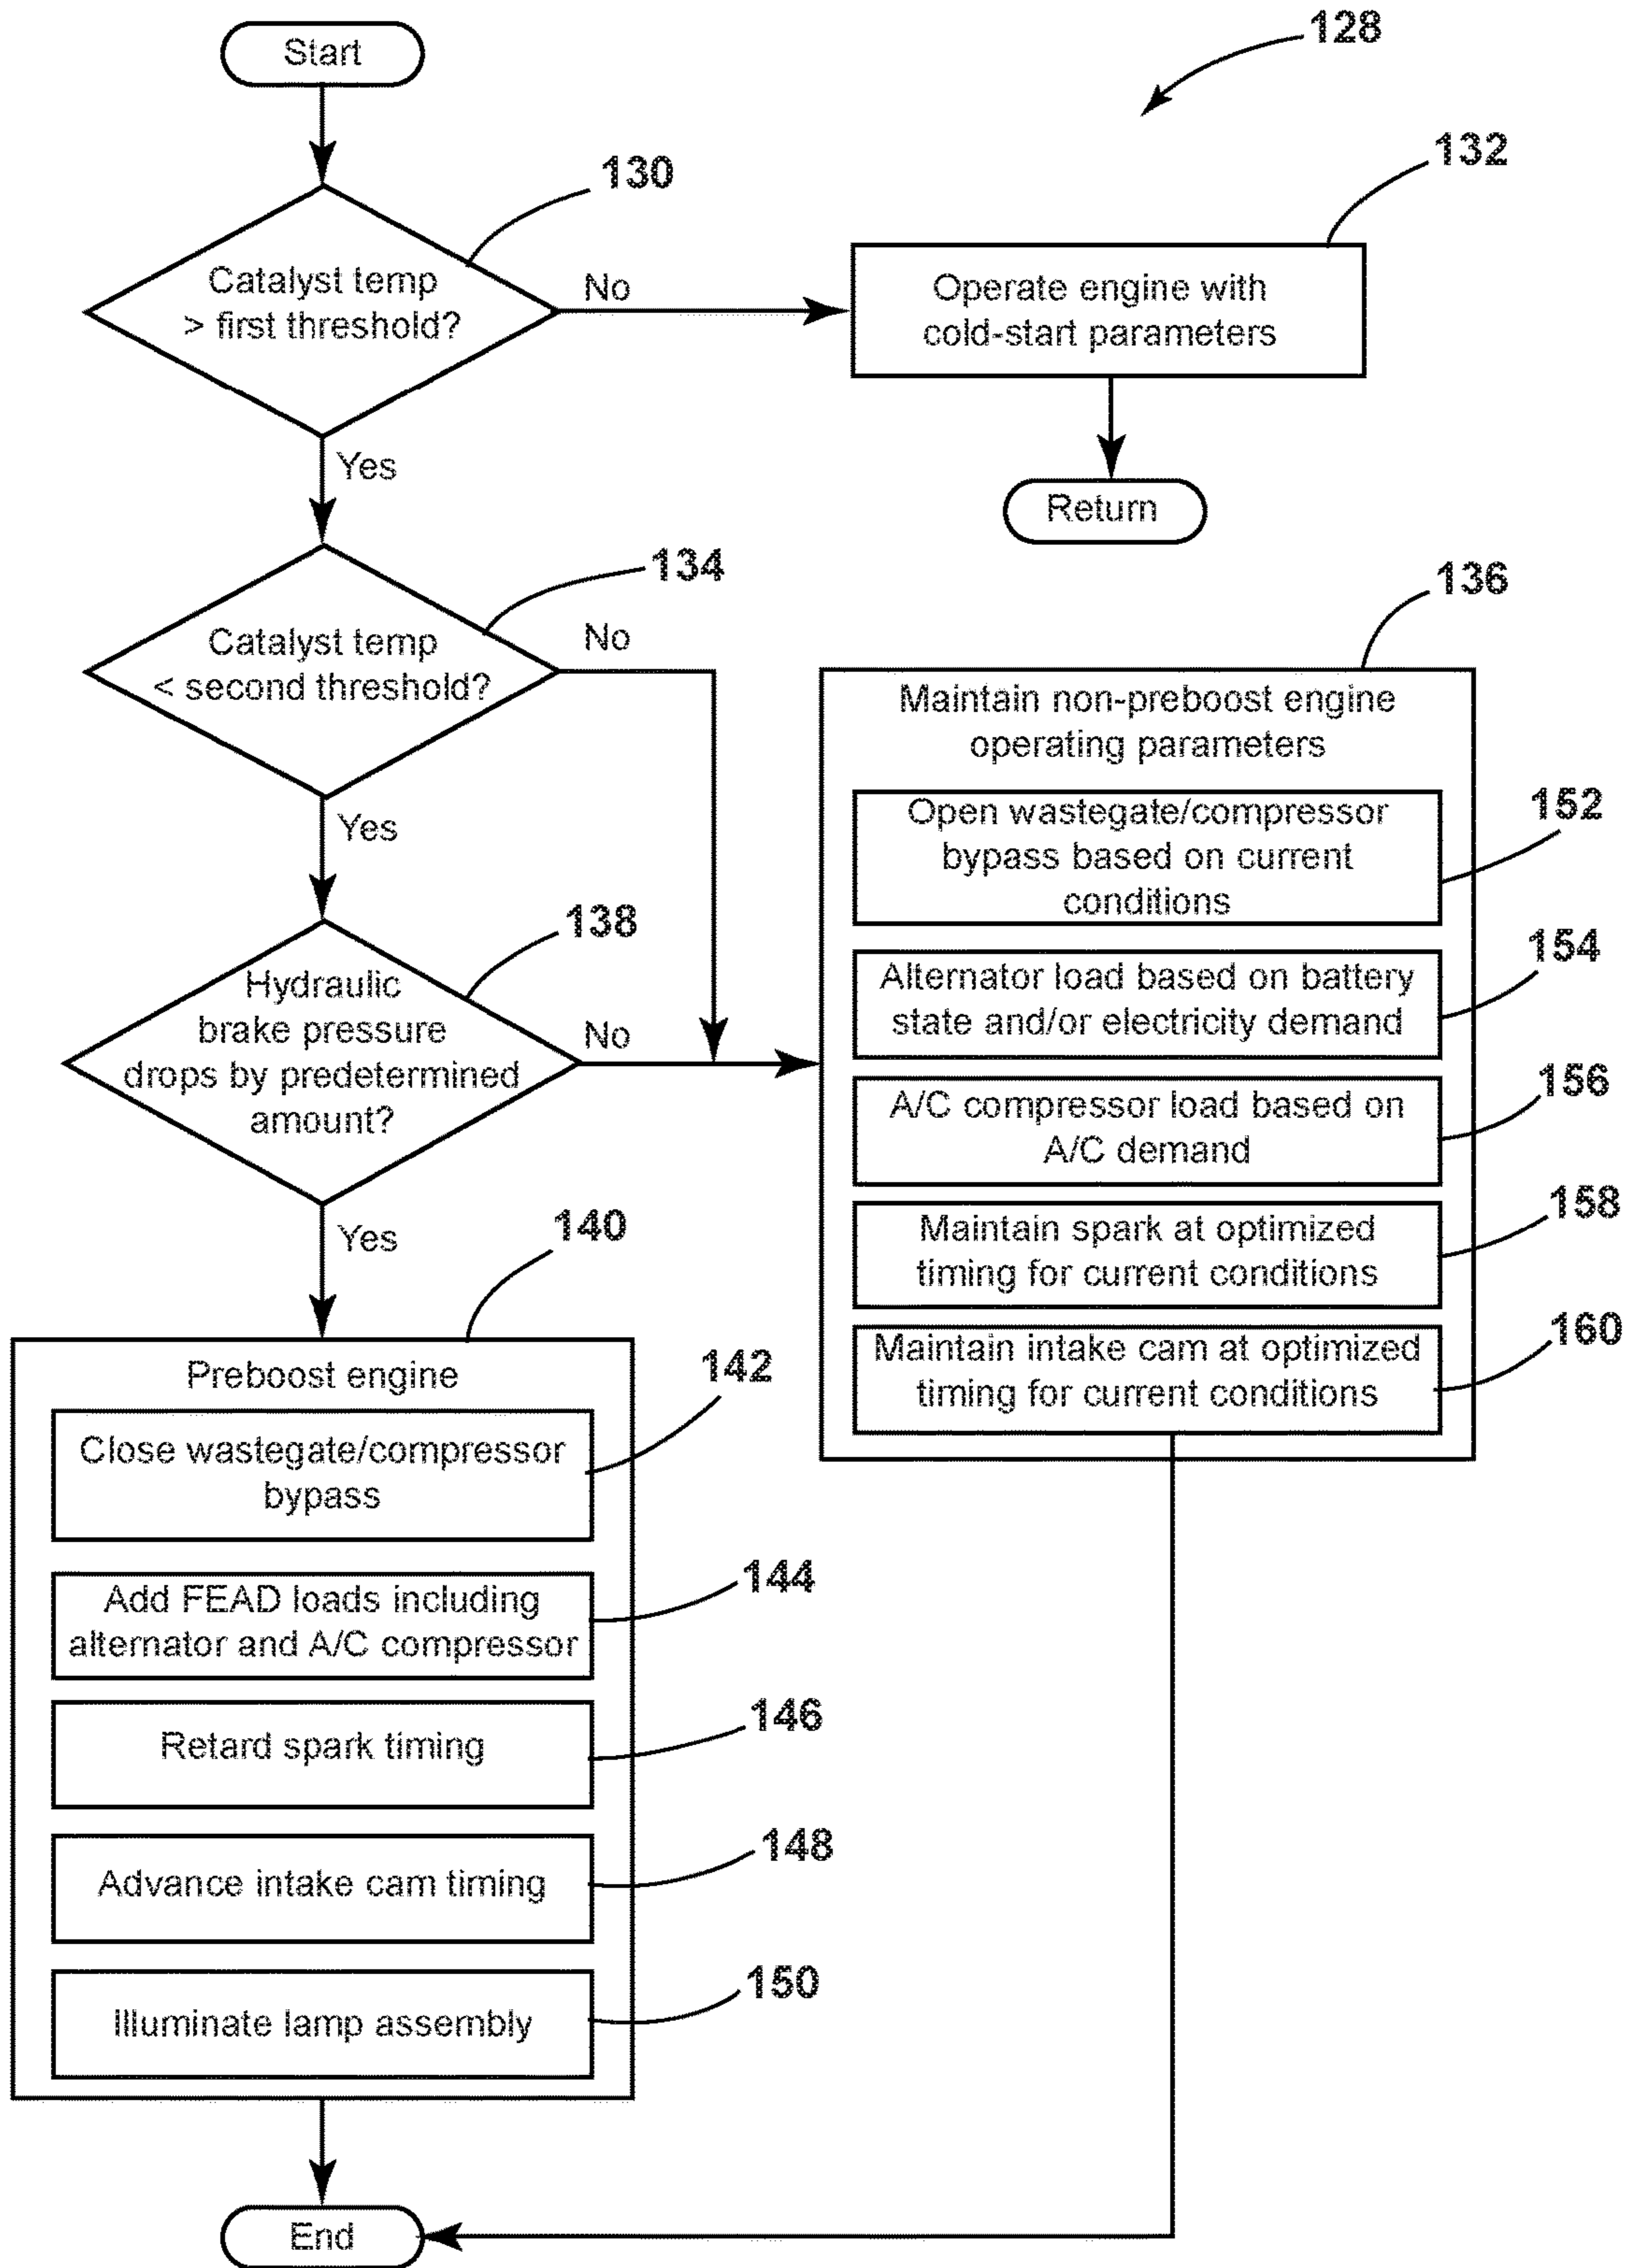 Start
128
130
132
Catalyst temp
> first threshold?
No
Operate engine with
cold-start parameters
Yes
Return
134
136
Catalyst temp
< second threshold?
No
Maintain non-preboost engine
operating parameters
Yes
Open wastegate/compressor
bypass based on current
conditions
152
138
Hydraulic
brake pressure
drops by predetermined
amount?
No
Alternator load based on battery
state and/or electricity demand
154
A/C compressor load based on
A/C demand
156
Yes
140
Maintain spark at optimized
timing for current conditions
158
Maintain intake cam at optimized
timing for current conditions
160
Preboost engine
142
Close wastegate/compressor
bypass
144
Add FEAD loads including
alternator and A/C compressor
146
Retard spark timing
148
Advance intake cam timing
150
Illuminate lamp assembly
End